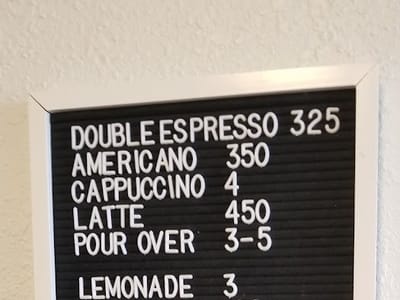 DOUBLE ESPRESSO 325
AMERICANO 350
CAPPUCCINO 4
LATTE 450
POUR OVER 3-5
LEMONADE 3